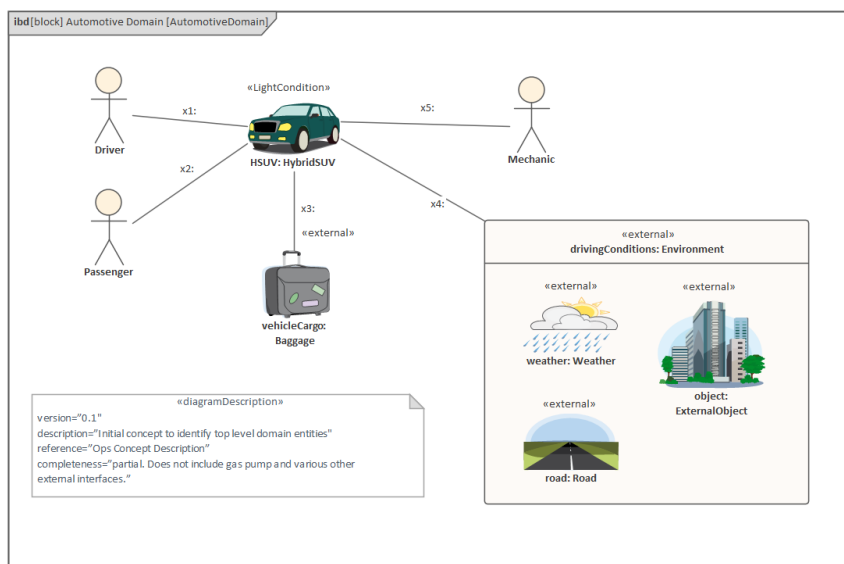 ibd [block] Automotive Domain [AutomotiveDomain]
«LightCondition»
x1:
x5:
Driver
HSUV: HybridSUV
Mechanic
x2:
x3:
x4:
«external»
Passenger
vehicleCargo:
Baggage
«external»
drivingConditions: Environment
«external»
weather: Weather
«external»
object:
ExternalObject
«external»
road: Road
«diagramDescription»
version="0.1"
description="Initial concept to identify top level domain entities"
reference="Ops Concept Description"
completeness="partial. Does not include gas pump and various other
external interfaces."